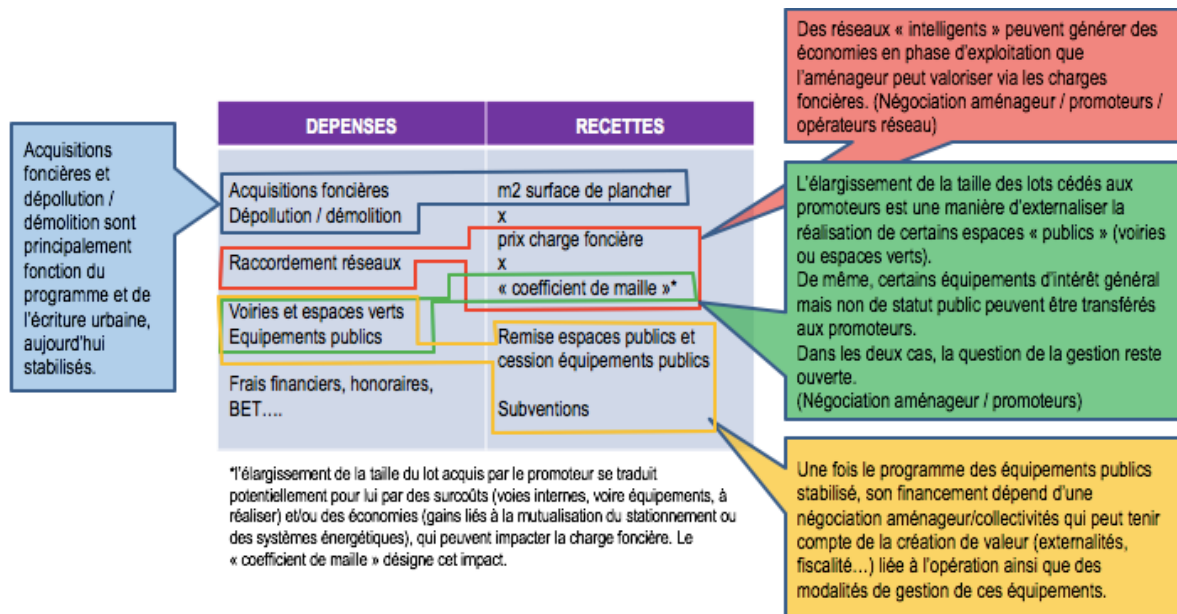 Des réseaux « intelligents » peuvent générer des
économies en phase d'exploitation que
l'aménageur peut valoriser via les charges
foncières. (Négociation aménageur / promoteurs /
opérateurs réseau)
DEPENSES
RECETTES
Acquisitions
foncières et
dépollution /
démolition sont
principalement
fonction du
programme et de
l'écriture urbaine,
aujourd'hui
stabilisés.
Acquisitions foncières
Dépollution / démolition
Raccordement réseaux
Voiries et espaces verts
Equipements publics
Frais financiers, honoraires,
BET….
m2 surface de plancher
x
prix charge foncière
x
« coefficient de maille »*
Remise espaces publics et
cession équipements publics
Subventions
L'élargissement de la taille des lots cédés aux
promoteurs est une manière d'externaliser la
réalisation de certains espaces « publics » (voiries
ou espaces verts).
De même, certains équipements d'intérêt général
mais non de statut public peuvent être transférés
aux promoteurs.
Dans les deux cas, la question de la gestion reste
ouverte.
(Négociation aménageur / promoteurs)
*l'élargissement de la taille du lot acquis par le promoteur se traduit
potentiellement pour lui par des surcoûts (voies internes, voire équipements, à
réaliser) et/ou des économies (gains liés à la mutualisation du stationnement ou
des systèmes énergétiques), qui peuvent impacter la charge foncière. Le
« coefficient de maille » désigne cet impact.
Une fois le programme des équipements publics
stabilisé, son financement dépend d'une
négociation aménageur/collectivités qui peut tenir
compte de la création de valeur (externalités,
fiscalité…) liée à l'opération ainsi que des
modalités de gestion de ces équipements.